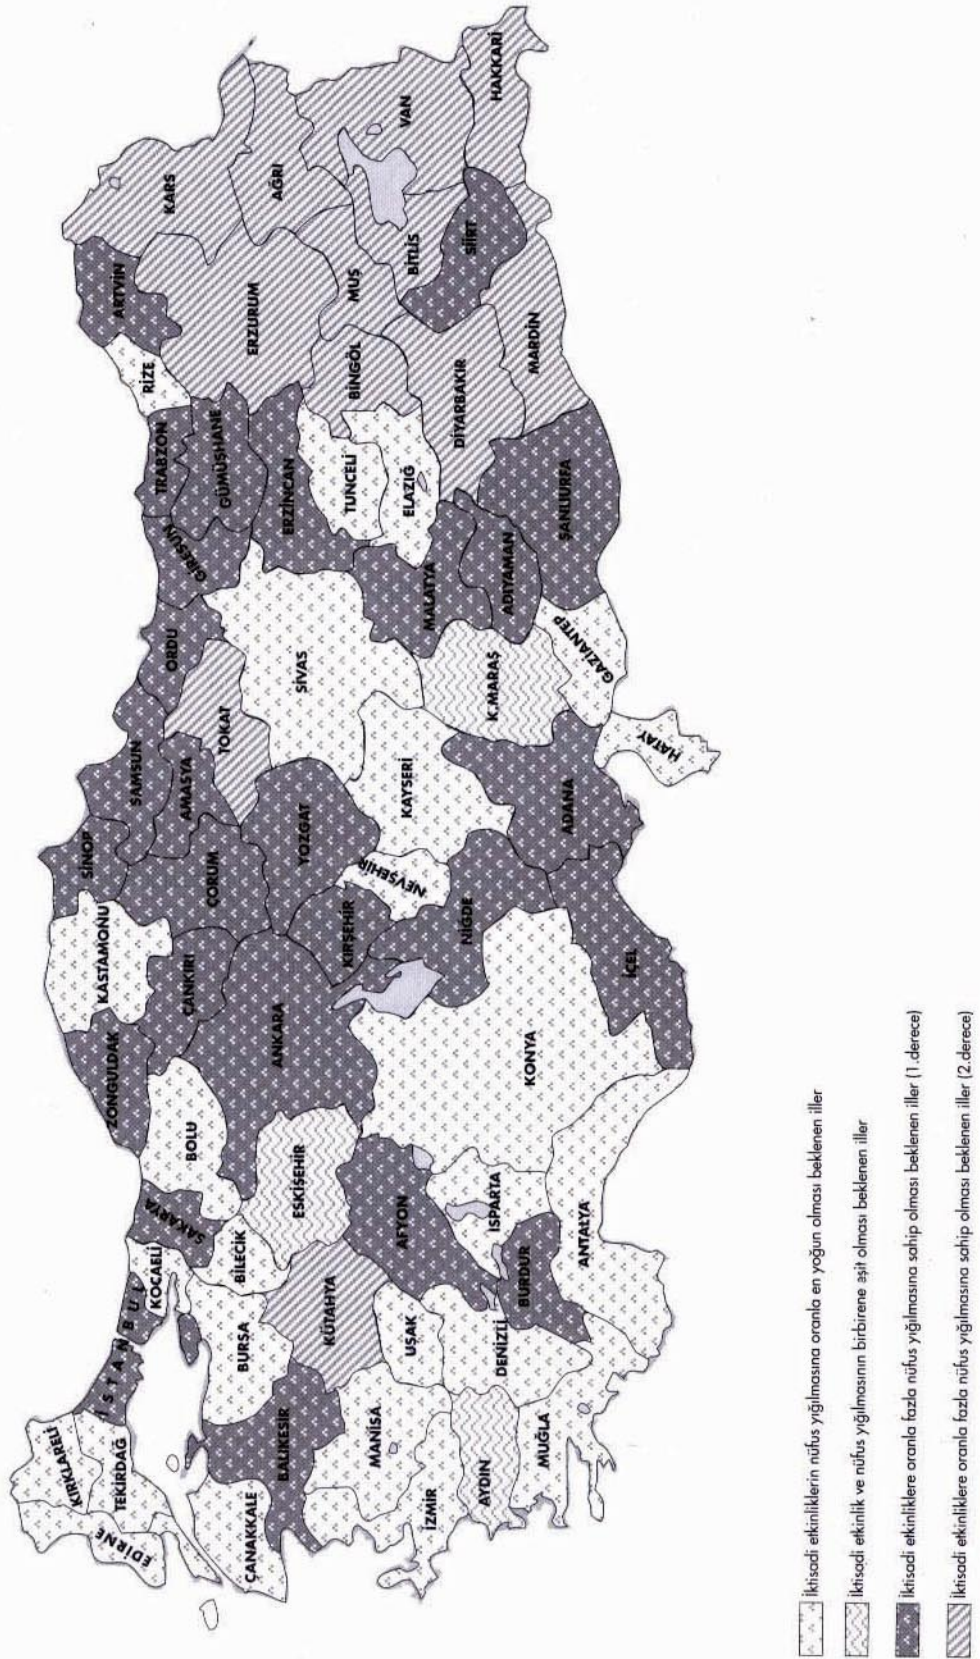 KIRKLARELİ
EDİRNE
TEKİRDAĞ
İSTANBUL
KOCAELİ
SAKARYA
BOLU
ZONGULDAK
KASTAMONU
SİNOP
SAMSUN
ORDU
GİRESUN
TRABZON
RİZE
ARTVİN
KARS
ÇANAKKALE
BALIKESİR
BURSA
BİLECİK
ESKİŞEHİR
KÜTAHYA
ANKARA
ÇANKIRI
ÇORUM
AMASYA
TOKAT
GÜMÜŞHANE
ERZİNCAN
ERZURUM
AĞRI
YOZGAT
SİVAS
KIRŞEHİR
NEVŞEHİR
KAYSERİ
TUNCELİ
ELAZIĞ
BİNGÖL
MUŞ
BİTLİS
VAN
HAKKARİ
SİİRT
MARDİN
DİYARBAKIR
ŞANLIURFA
ADIYAMAN
MALATYA
K.MARAŞ
GAZİANTEP
HATAY
ADANA
İÇEL
NİĞDE
KONYA
AFYON
ISPARTA
BURDUR
ANTALYA
UŞAK
DENİZLİ
MANİSA
İZMİR
AYDIN
MUĞLA
İktisadi etkinliklerin nüfus yığılmasına oranla en yoğun olması beklenen iller
İktisadi etkinlik ve nüfus yığılmasının birbirene eşit olması beklenen iller
İktisadi etkinliklere oranla fazla nüfus yığılmasına sahip olması beklenen iller (1.derece)
İktisadi etkinliklere oranla fazla nüfus yığılmasına sahip olması beklenen iller (2.derece)